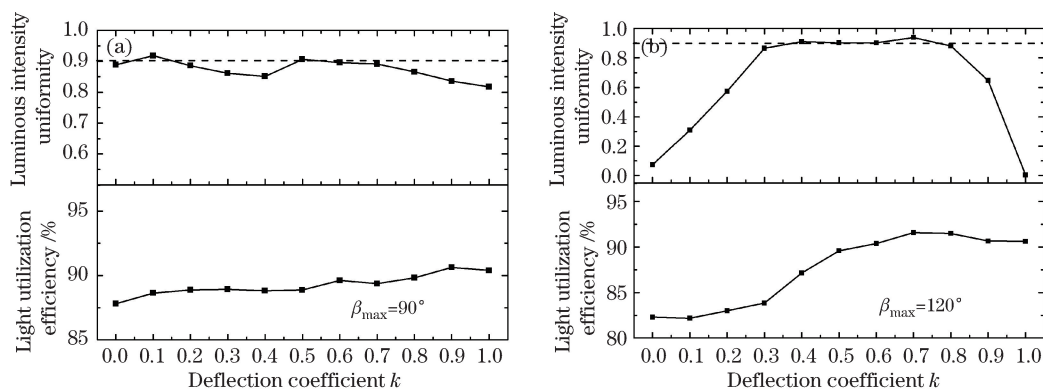 (a)
Luminous intensity
uniformity
1.0
0.9
0.8
0.7
0.6
Light utilization
efficiency /%
95
90
85
βmax=90°
0.0 0.1 0.2 0.3 0.4 0.5 0.6 0.7 0.8 0.9 1.0
Deflection coefficient k
(b)
Luminous intensity
uniformity
1.0
0.8
0.6
0.4
0.2
0.0
Light utilization
efficiency /%
95
90
85
80
βmax=120°
0.0 0.1 0.2 0.3 0.4 0.5 0.6 0.7 0.8 0.9 1.0
Deflection coefficient k